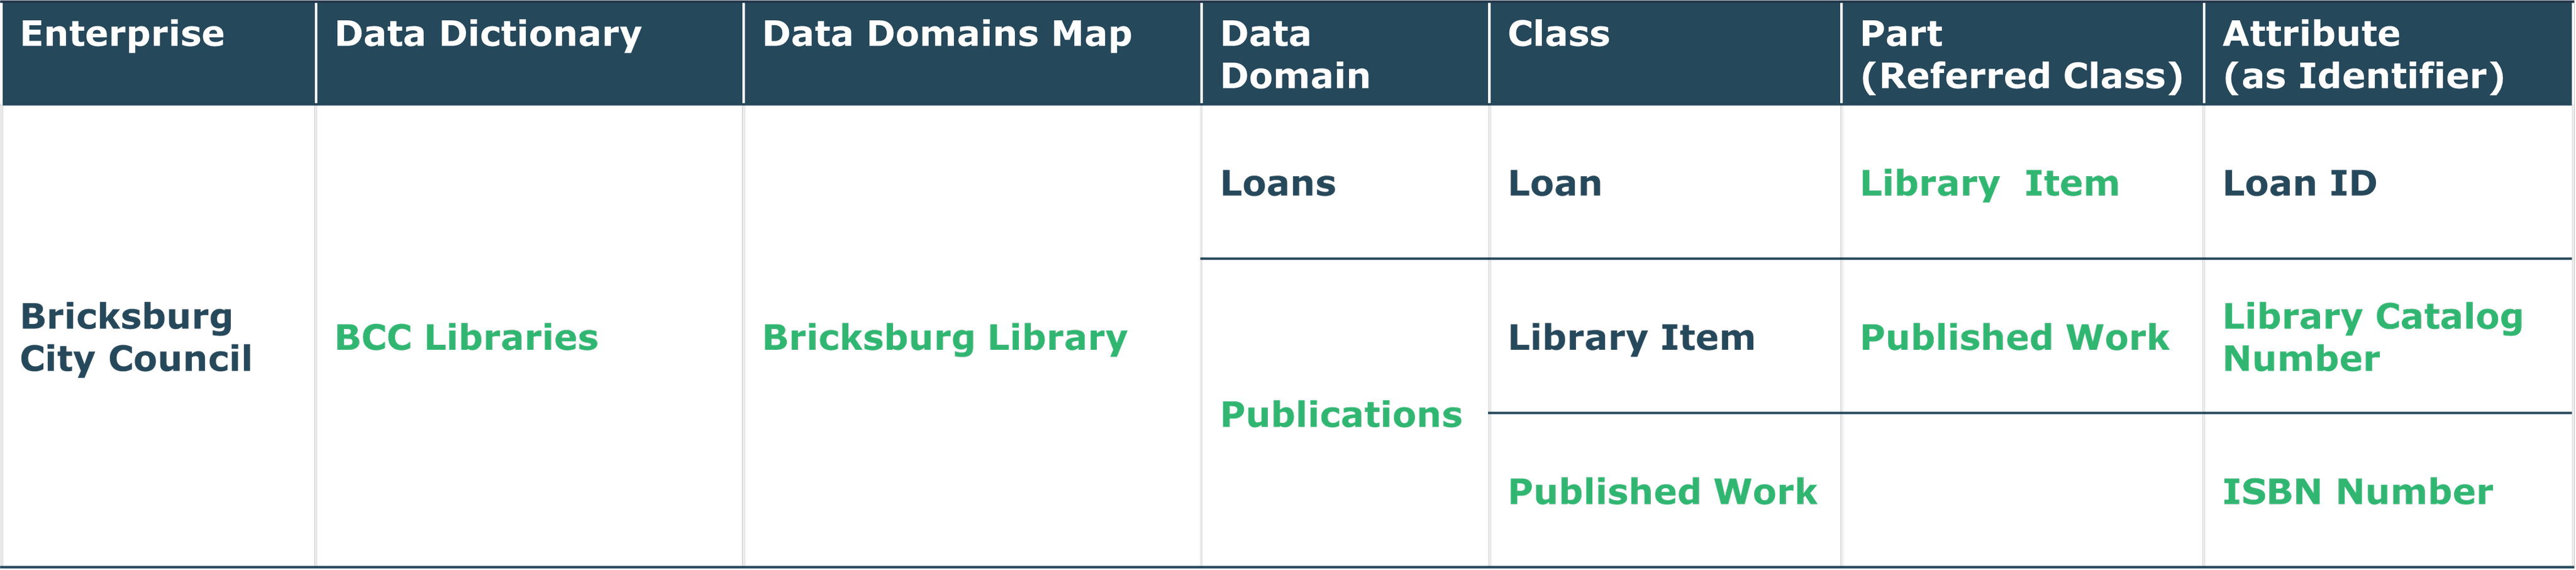 Enterprise
Data Dictionary
Data Domains Map
Data
Domain
Class
Part
(Referred Class)
Attribute
(as Identifier)
Bricksburg
City Council
BCC Libraries
Bricksburg Library
Loans
Loan
Library  Item
Loan ID
Publications
Library Item
Published Work
Library Catalog
Number
Published Work
ISBN Number